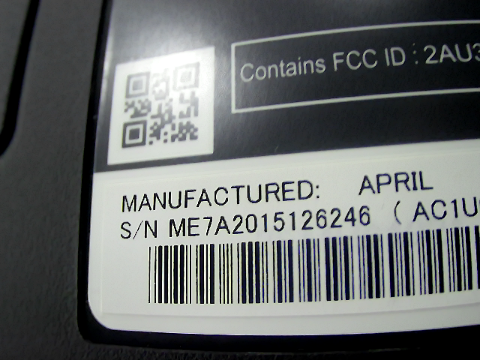 Contains FCC ID : 2AU3
MANUFACTURED: APRIL
S/N ME7A2015126246 ( AC1U